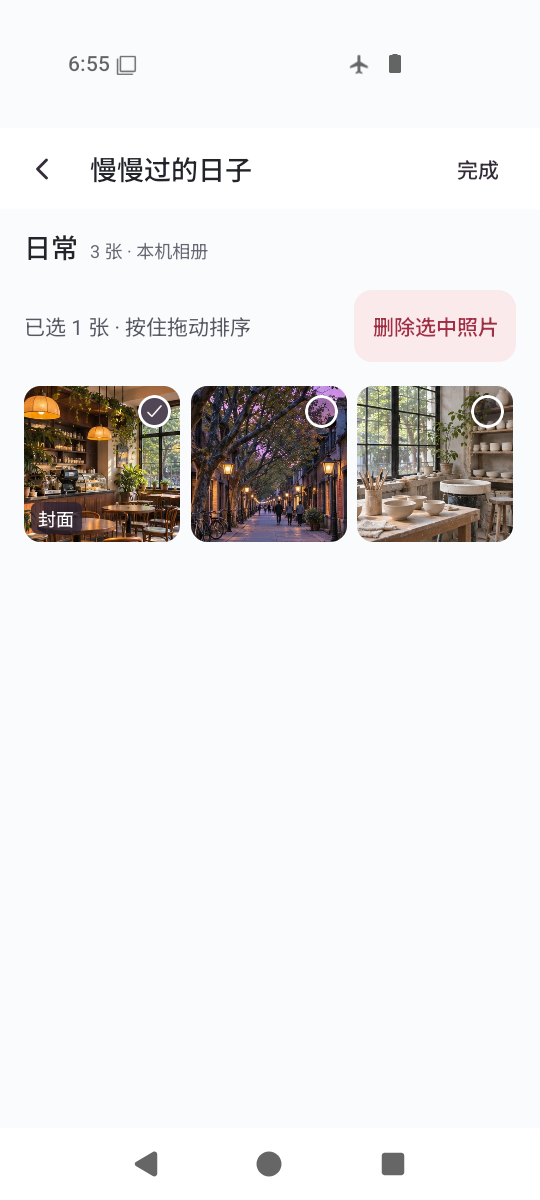 6:55
慢慢过的日子
完成
日常 3 张 · 本机相册
已选 1 张 · 按住拖动排序
删除选中照片
封面